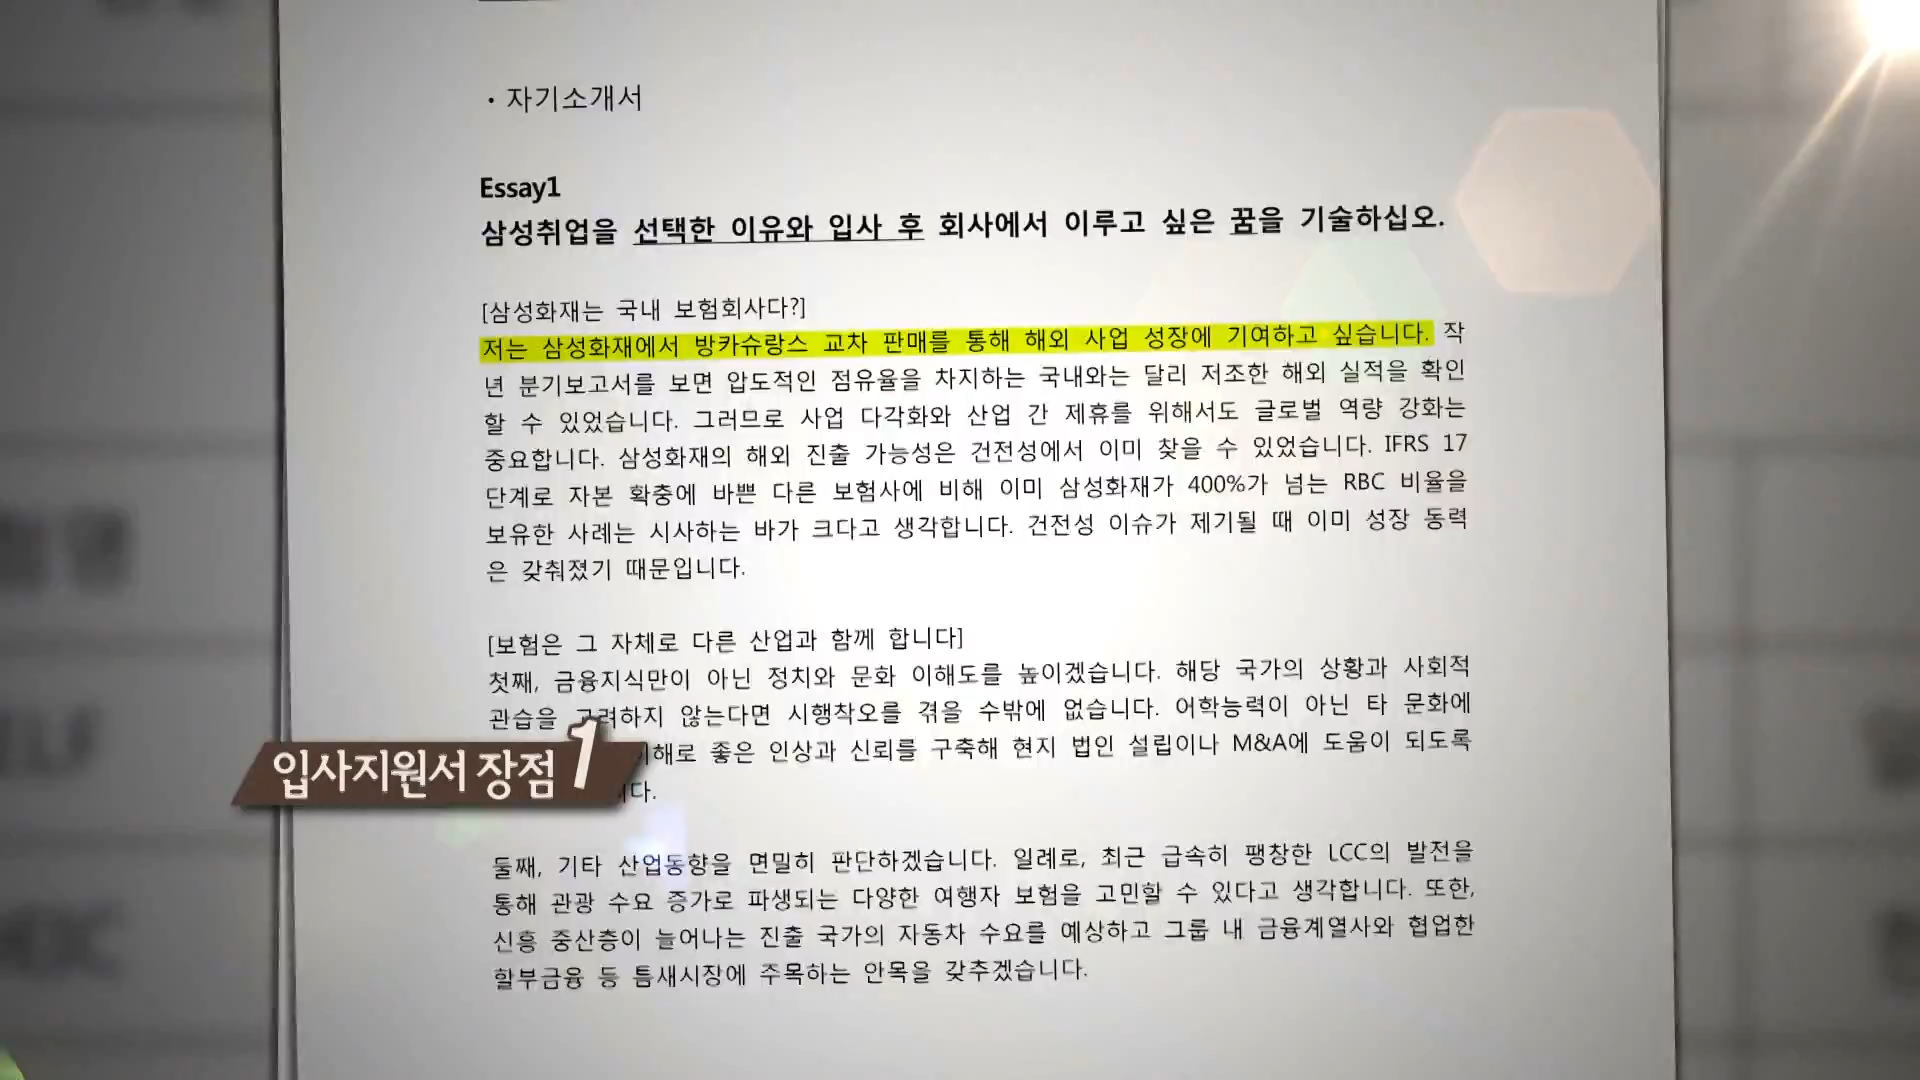 · 자기소개서
Essay1
삼성취업을 선택한 이유와 입사 후 회사에서 이루고 싶은 꿈을 기술하십오.
[삼성화재는 국내 보험회사다?]
저는 삼성화재에서 방카슈랑스 교차 판매를 통해 해외 사업 성장에 기여하고 싶습니다. 작
년 분기보고서를 보면 압도적인 점유율을 차지하는 국내와는 달리 저조한 해외 실적을 확인
할 수 있었습니다. 그러므로 사업 다각화와 산업 간 제휴를 위해서도 글로벌 역량 강화는
중요합니다. 삼성화재의 해외 진출 가능성은 건전성에서 이미 찾을 수 있었습니다. IFRS 17
단계로 자본 확충에 바쁜 다른 보험사에 비해 이미 삼성화재가 400%가 넘는 RBC 비율을
보유한 사례는 시사하는 바가 크다고 생각합니다. 건전성 이슈가 제기될 때 이미 성장 동력
은 갖춰졌기 때문입니다.
[보험은 그 자체로 다른 산업과 함께 합니다]
첫째, 금융지식만이 아닌 정치와 문화 이해도를 높이겠습니다. 해당 국가의 상황과 사회적
관습을 고려하지 않는다면 시행착오를 겪을 수밖에 없습니다. 어학능력이 아닌 타 문화에
이해로 좋은 인상과 신뢰를 구축해 현지 법인 설립이나 M&A에 도움이 되도록
입사지원서 장점 1
둘째, 기타 산업동향을 면밀히 판단하겠습니다. 일례로, 최근 급속히 팽창한 LCC의 발전을
통해 관광 수요 증가로 파생되는 다양한 여행자 보험을 고민할 수 있다고 생각합니다. 또한,
신흥 중산층이 늘어나는 진출 국가의 자동차 수요를 예상하고 그룹 내 금융계열사와 협업한
할부금융 등 틈새시장에 주목하는 안목을 갖추겠습니다.